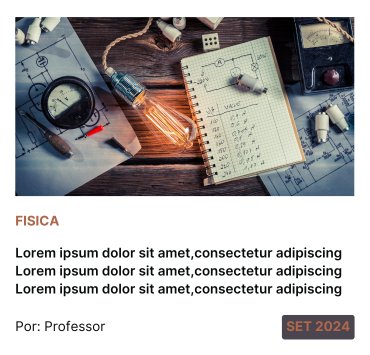 FISICA
Lorem ipsum dolor sit amet,consectetur adipiscing
Lorem ipsum dolor sit amet,consectetur adipiscing
Lorem ipsum dolor sit amet,consectetur adipiscing
Por: Professor
SET 2024